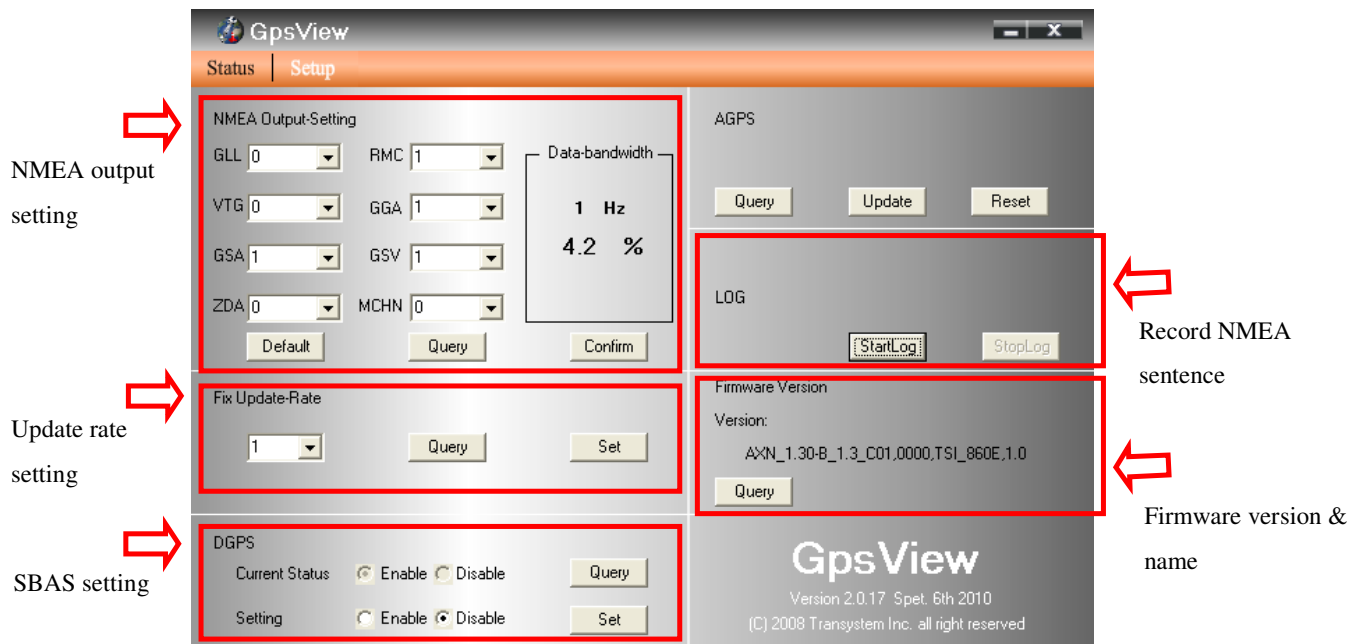 GpsView
Status Setup
NMEA output
setting
NMEA Output-Setting
GLL 0 RMC 1
VTG 0 GGA 1
GSA 1 GSV 1
ZDA 0 MCHN 0
Data-bandwidth
1 Hz
4.2 %
Default Query Confirm
AGPS
Query Update Reset
LOG
StartLog StopLog
Record NMEA
sentence
Update rate
setting
Fix Update-Rate
1 Query Set
Firmware Version
Version:
AXN_1.30-B_1.3_C01,0000,TSI_860E,1.0
Query
Firmware version &
name
SBAS setting
DGPS
Current Status Enable Disable Query
Setting Enable Disable Set
GpsView
Version 2.0.17 Spet. 6th 2010
(C) 2008 Transystem Inc. all right reserved